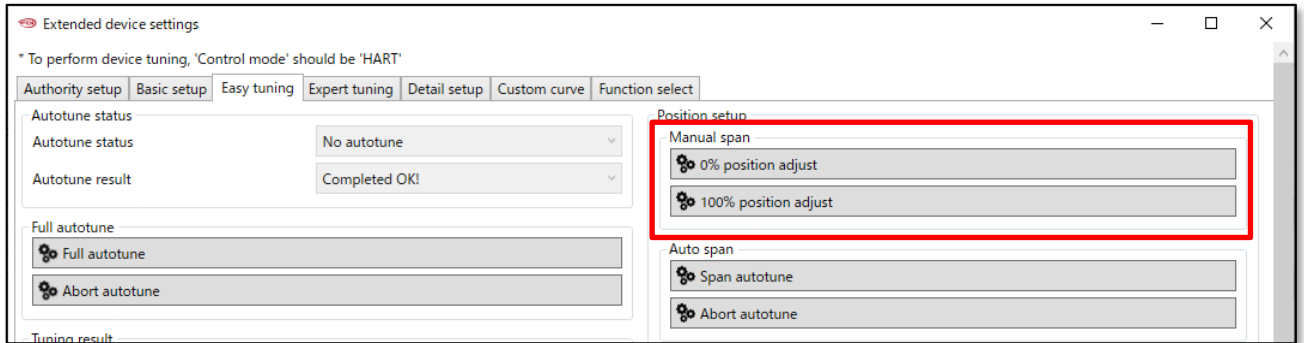 Extended device settings
* To perform device tuning, 'Control mode' should be 'HART'
Authority setup Basic setup Easy tuning Expert tuning Detail setup Custom curve Function select
Autotune status
Autotune status No autotune
Autotune result Completed OK!
Full autotune
Full autotune
Abort autotune
Tuning result
Position setup
Manual span
0% position adjust
100% position adjust
Auto span
Span autotune
Abort autotune